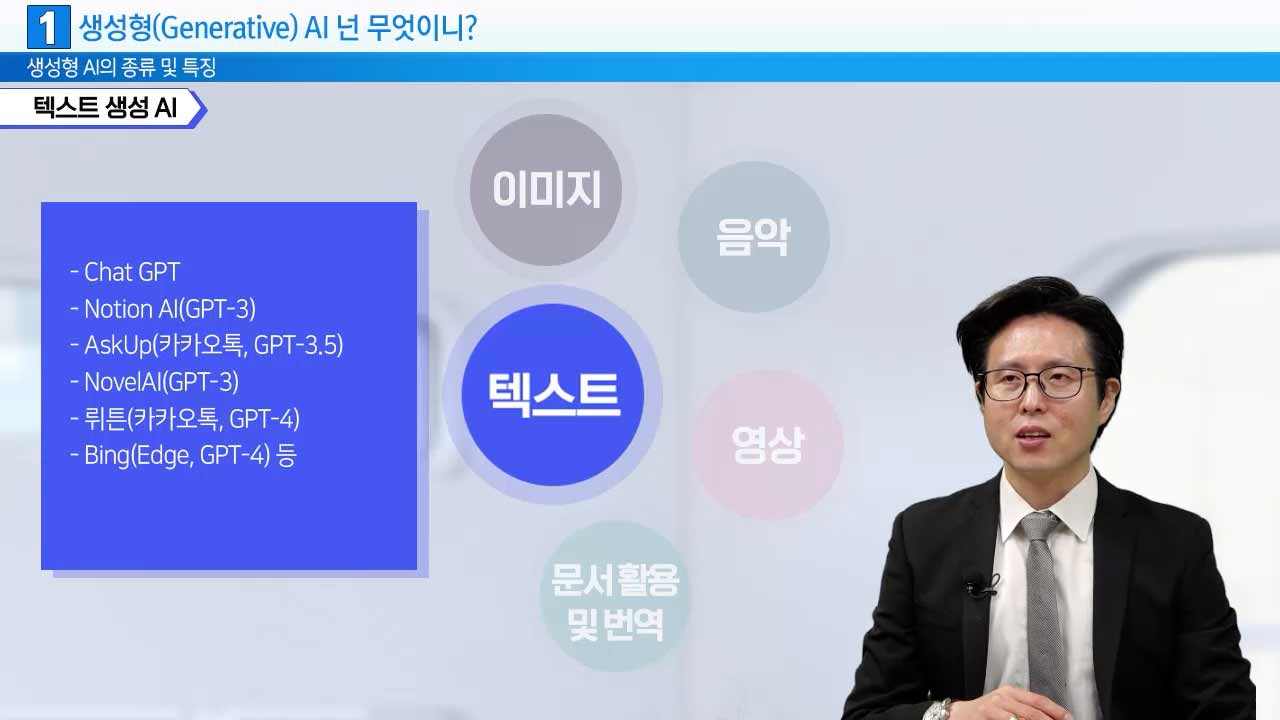 1 생성형(Generative) AI 넌 무엇이니?
생성형 AI의 종류 및 특징
텍스트 생성 AI
- Chat GPT
- Notion AI(GPT-3)
- AskUp(카카오톡, GPT-3.5)
- NovelAI(GPT-3)
- 뤼튼(카카오톡, GPT-4)
- Bing(Edge, GPT-4) 등
이미지
음악
텍스트
영상
문서 활용
및 번역